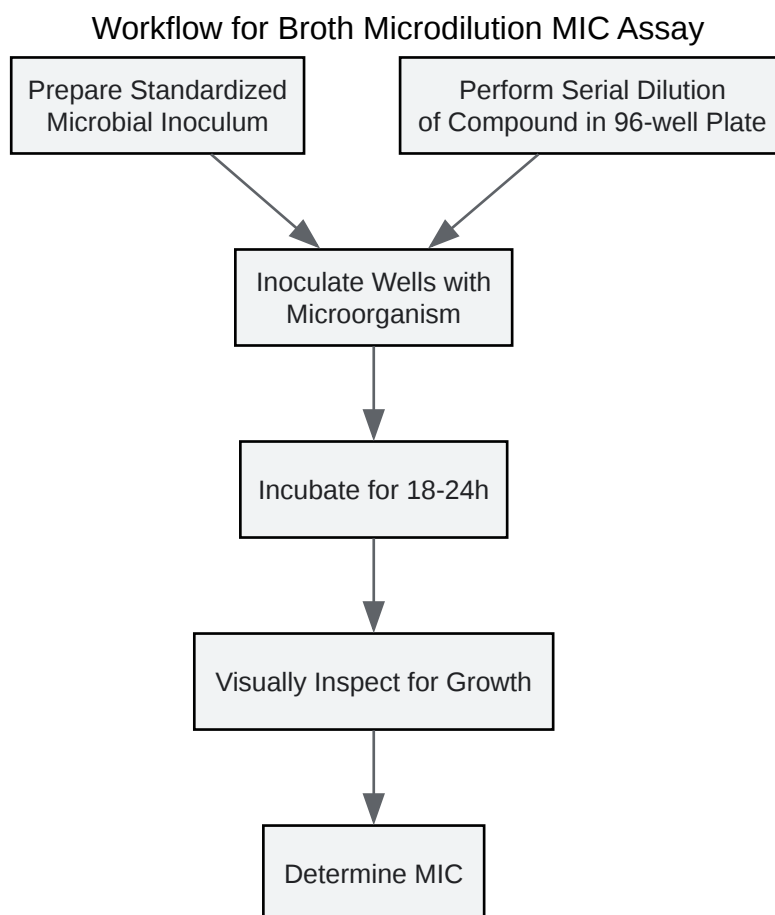 Workflow for Broth Microdilution MIC Assay
Prepare Standardized
Microbial Inoculum
Perform Serial Dilution
of Compound in 96-well Plate
Inoculate Wells with
Microorganism
Incubate for 18-24h
Visually Inspect for Growth
Determine MIC